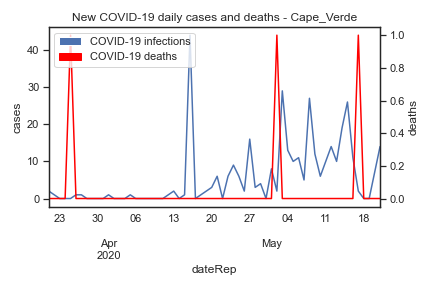 New COVID-19 daily cases and deaths - Cape_Verde
COVID-19 infections
COVID-19 deaths
cases
40
30
20
10
0
deaths
1.0
0.8
0.6
0.4
0.2
0.0
23 30 06 13 20 27 04 11 18
Apr May
2020
dateRep